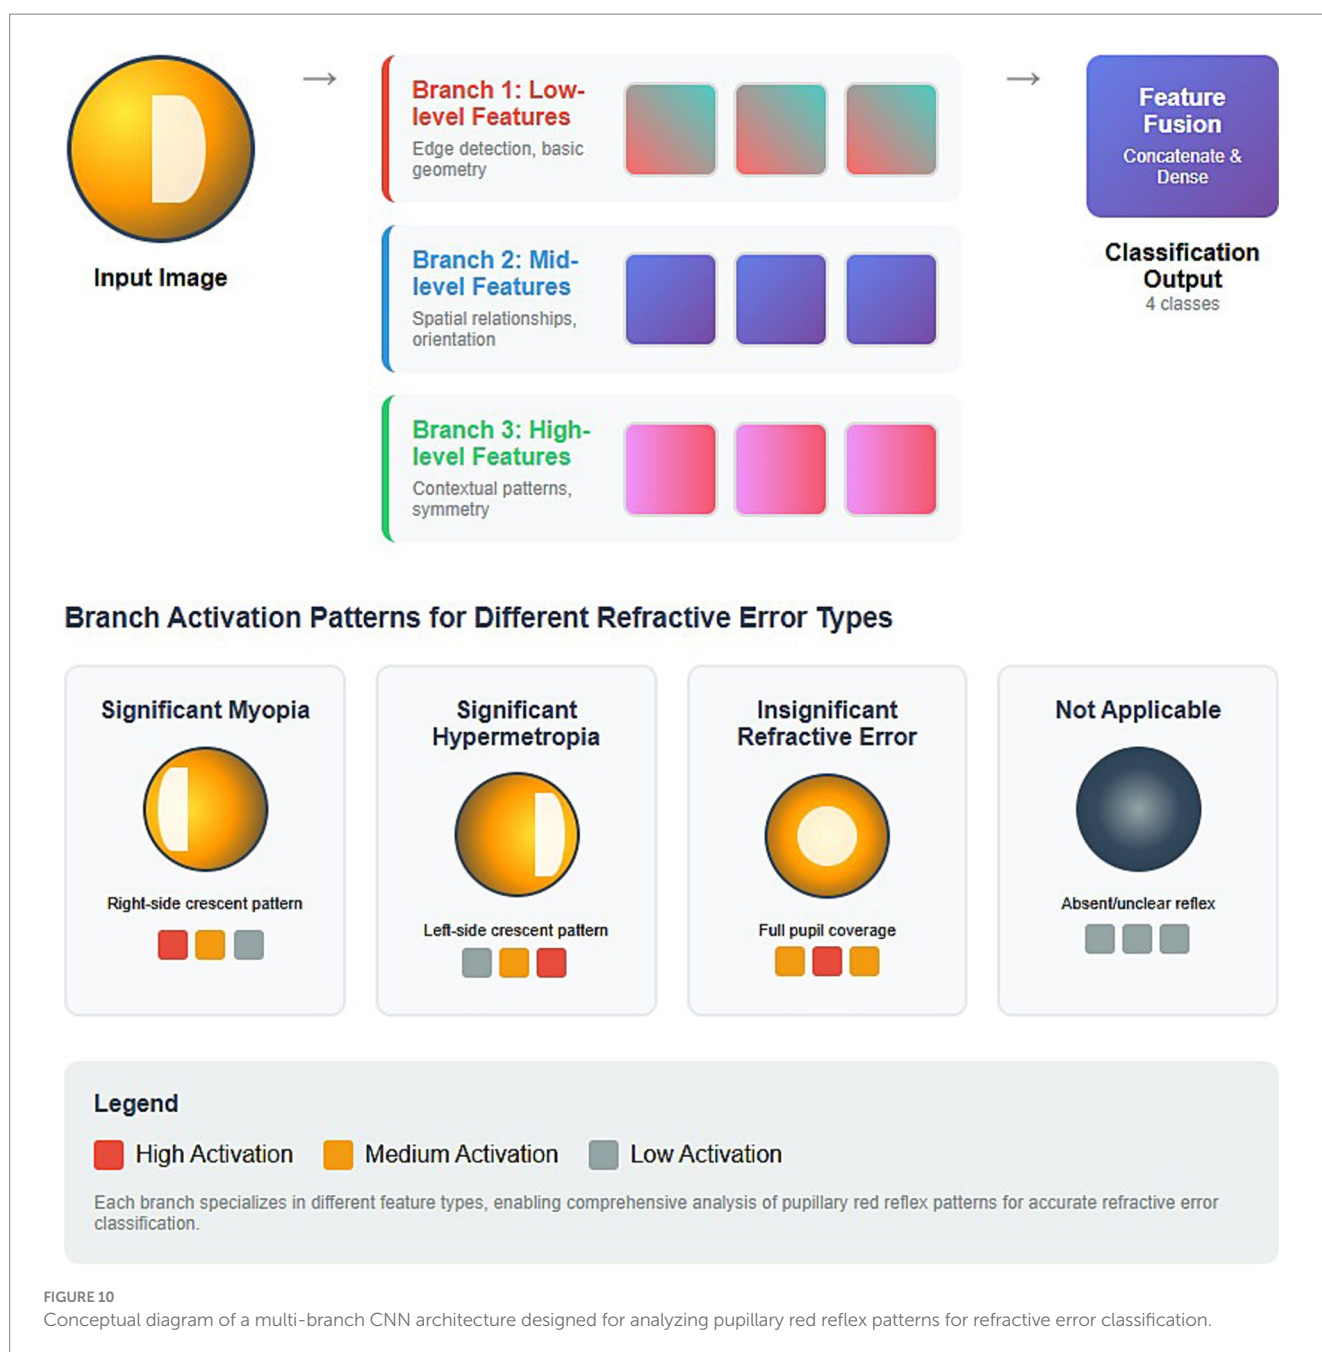 Input Image
→
Branch 1: Low-
level Features
Edge detection, basic
geometry
Branch 2: Mid-
level Features
Spatial relationships,
orientation
Branch 3: High-
level Features
Contextual patterns,
symmetry
→
Feature
Fusion
Concatenate &
Dense
Classification
Output
4 classes
Branch Activation Patterns for Different Refractive Error Types
Significant Myopia
Right-side crescent pattern
Significant
Hypermetropia
Left-side crescent pattern
Insignificant
Refractive Error
Full pupil coverage
Not Applicable
Absent/unclear reflex
Legend
High Activation
Medium Activation
Low Activation
Each branch specializes in different feature types, enabling comprehensive analysis of pupillary red reflex patterns for accurate refractive error
classification.
FIGURE 10
Conceptual diagram of a multi-branch CNN architecture designed for analyzing pupillary red reflex patterns for refractive error classification.